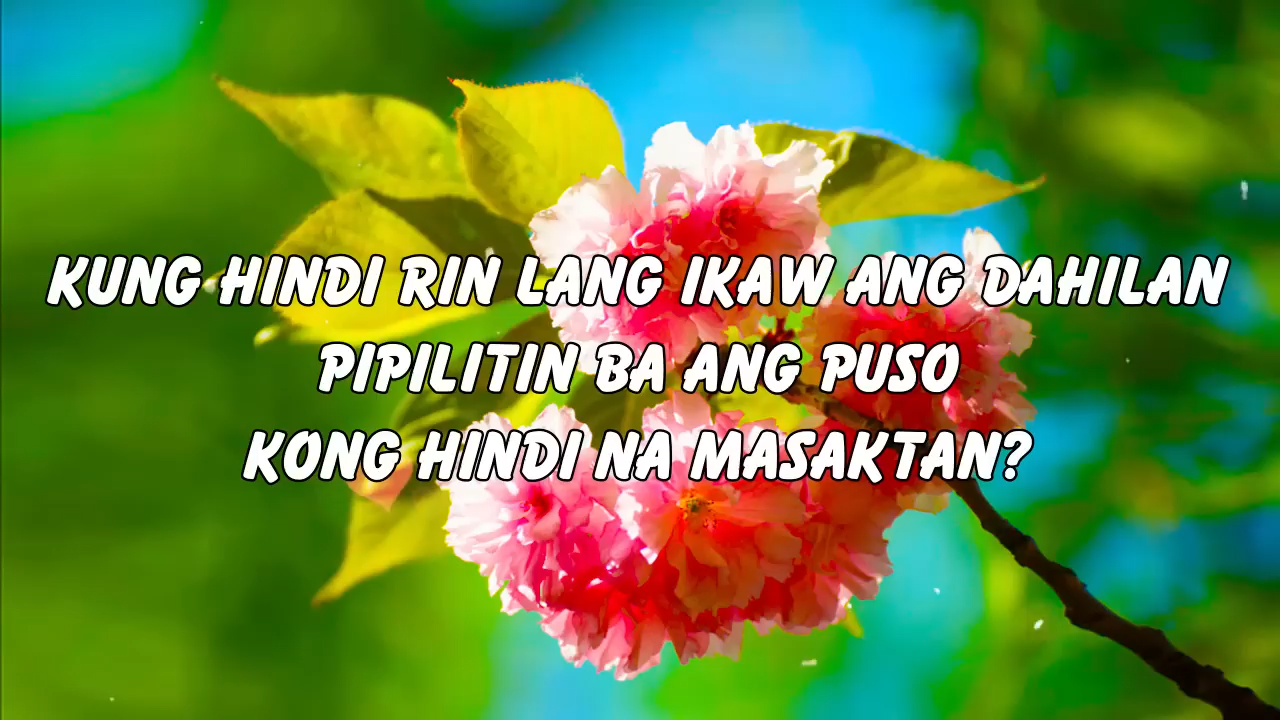 KUNG HINDI RIN LANG IKAW ANG DAHILAN
PIPILITIN BA ANG PUSO
KONG HINDI NA MASAKTAN?